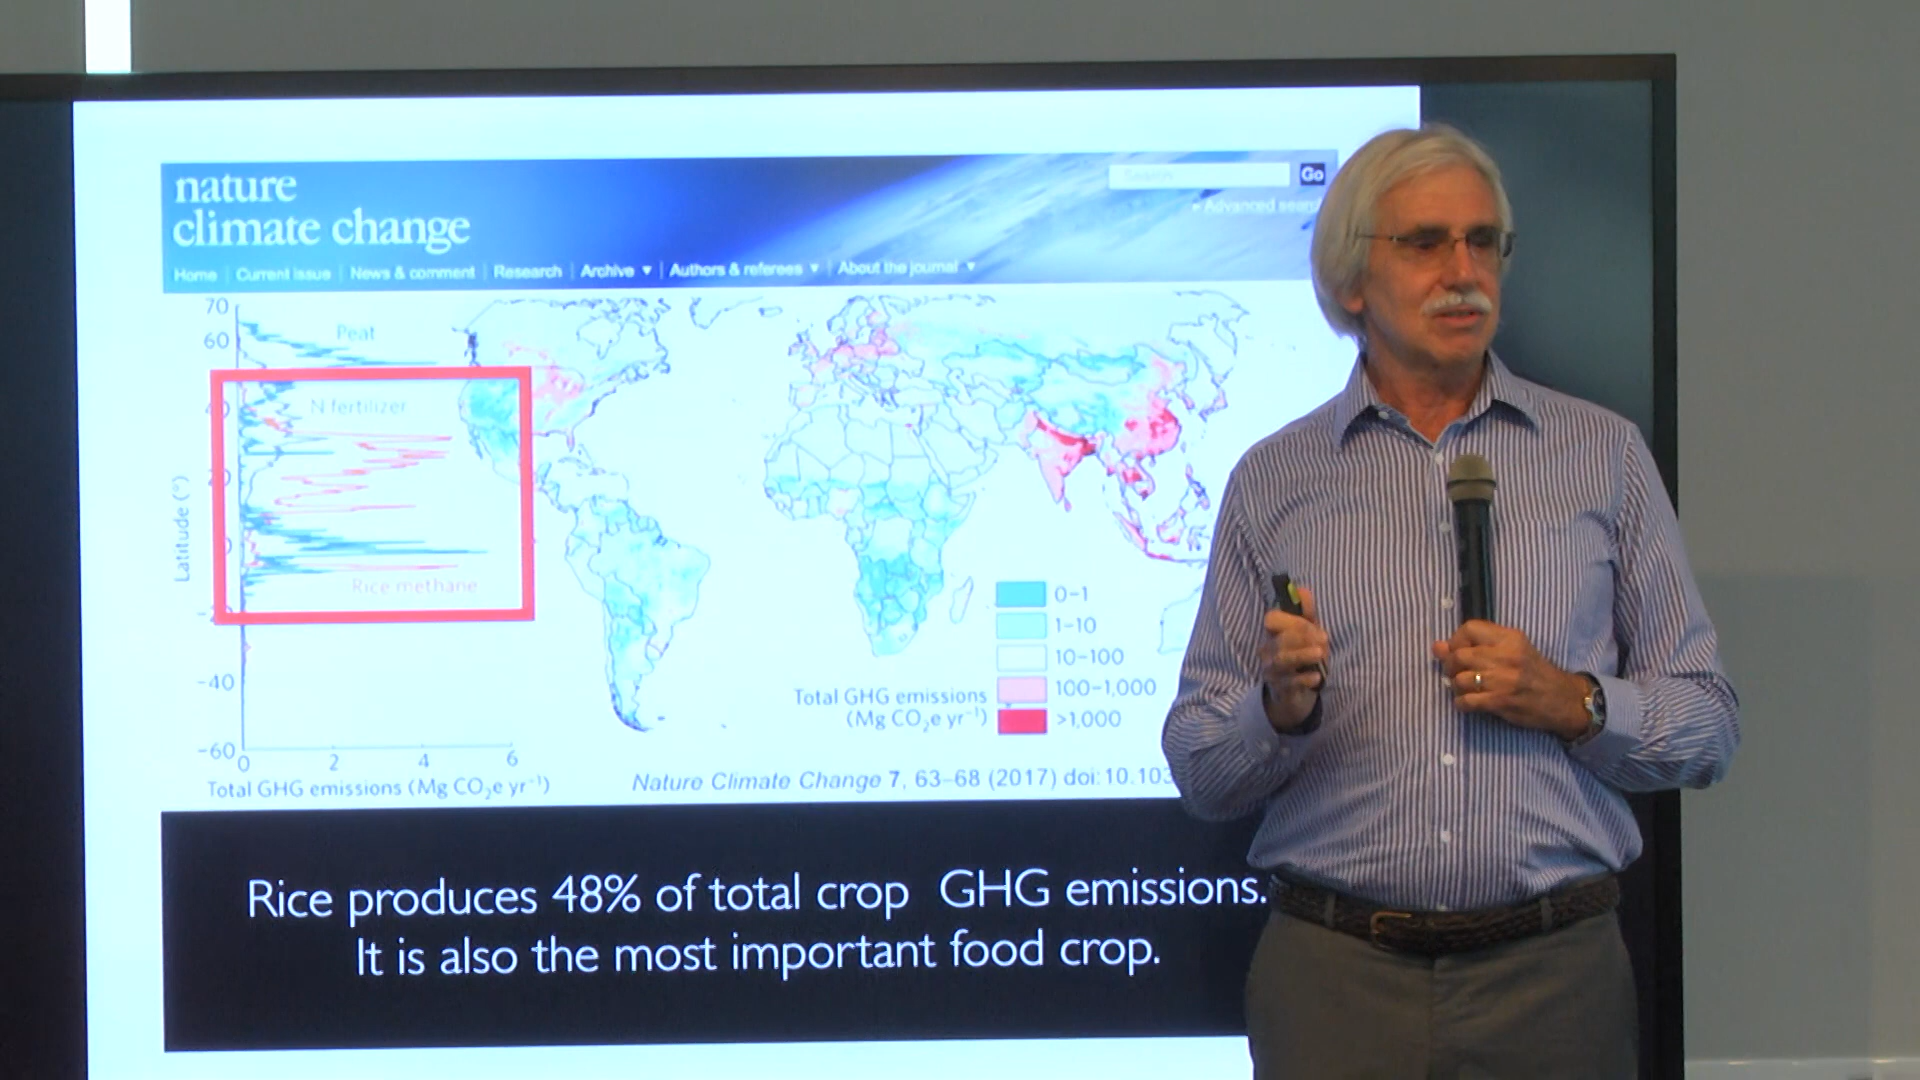 nature
climate change
Search
Go
Advanced sear
Home | Current issue | News & comment | Research | Archive ▼ | Authors & referees ▼ | About the journal ▼
70
60
Peat
N fertilizer
Latitude (°)
Rice methane
-40
-60
0 2 4 6
Total GHG emissions (Mg CO₂e yr⁻¹)
0–1
1–10
10–100
Total GHG emissions
(Mg CO₂e yr⁻¹)
100–1,000
>1,000
Nature Climate Change 7, 63–68 (2017) doi:10.103
Rice produces 48% of total crop GHG emissions.
It is also the most important food crop.